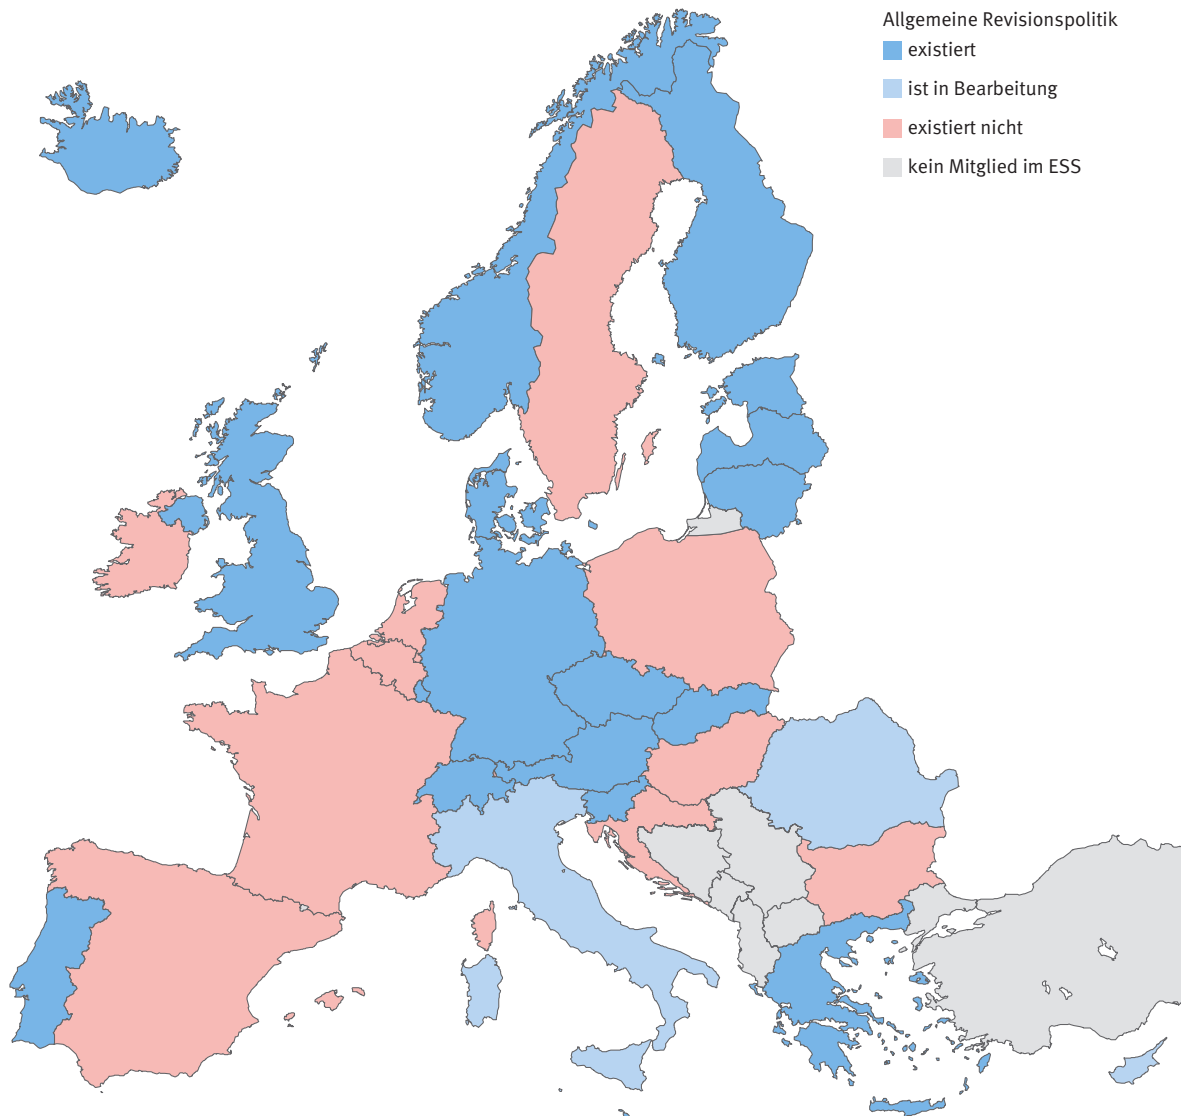 Allgemeine Revisionspolitik
existiert
ist in Bearbeitung
existiert nicht
kein Mitglied im ESS